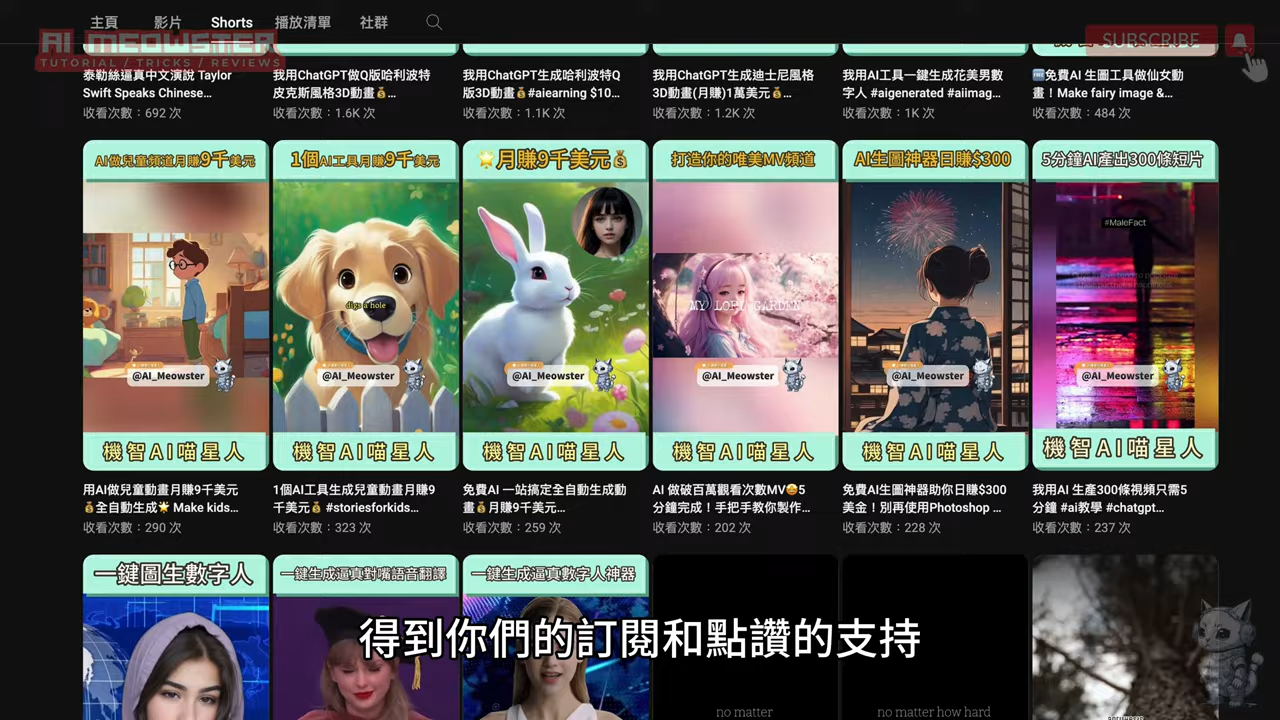 主頁 影片 Shorts 播放清單 社群
AI MEOWSTER
TUTORIAL / TRICKS / REVIEWS
SUBSCRIBE
泰勒絲逼真中文演說 Taylor
Swift Speaks Chinese…
收看次數：692 次
我用ChatGPT做Q版哈利波特
皮克斯風格3D動畫💰…
收看次數：1.6K 次
我用ChatGPT生成哈利波特Q
版3D動畫💰#aiearning $10…
收看次數：1.1K 次
我用ChatGPT生成迪士尼風格
3D動畫(月賺)1萬美元💰…
收看次數：1.2K 次
我用AI工具一鍵生成花美男數
字人 #aigenerated #aiimag…
收看次數：1K 次
🆓免費AI 生圖工具做仙女動
畫！Make fairy image &…
收看次數：484 次
AI做兒童頻道月賺9千美元
@AI_Meowster
機智AI喵星人
用AI做兒童動畫月賺9千美元
💰全自動生成🌟 Make kids…
收看次數：290 次
1個AI工具月賺9千美元
digs a hole
@AI_Meowster
機智AI喵星人
1個AI工具生成兒童動畫月賺9
千美元💰 #storiesforkids…
收看次數：323 次
🌟月賺9千美元💰
@AI_Meowster
機智AI喵星人
免費AI 一站搞定全自動生成動
畫💰月賺9千美元…
收看次數：259 次
打造你的唯美MV頻道
MY LOFI GARDEN
@AI_Meowster
機智AI喵星人
AI 做破百萬觀看次數MV🤩5
分鐘完成！手把手教你製作…
收看次數：202 次
AI生圖神器日賺$300
@AI_Meowster
機智AI喵星人
免費AI生圖神器助你日賺$300
美金！別再使用Photoshop …
收看次數：228 次
5分鐘AI產出300條短片
#MaleFact
@AI_Meowster
機智AI喵星人
我用AI 生產300條視頻只需5
分鐘 #ai教學 #chatgpt…
收看次數：237 次
一鍵圖生數字人
一鍵生成逼真對嘴語音翻譯
一鍵生成逼真數字人神器
得到你們的訂閱和點讚的支持
no matter
no matter how hard